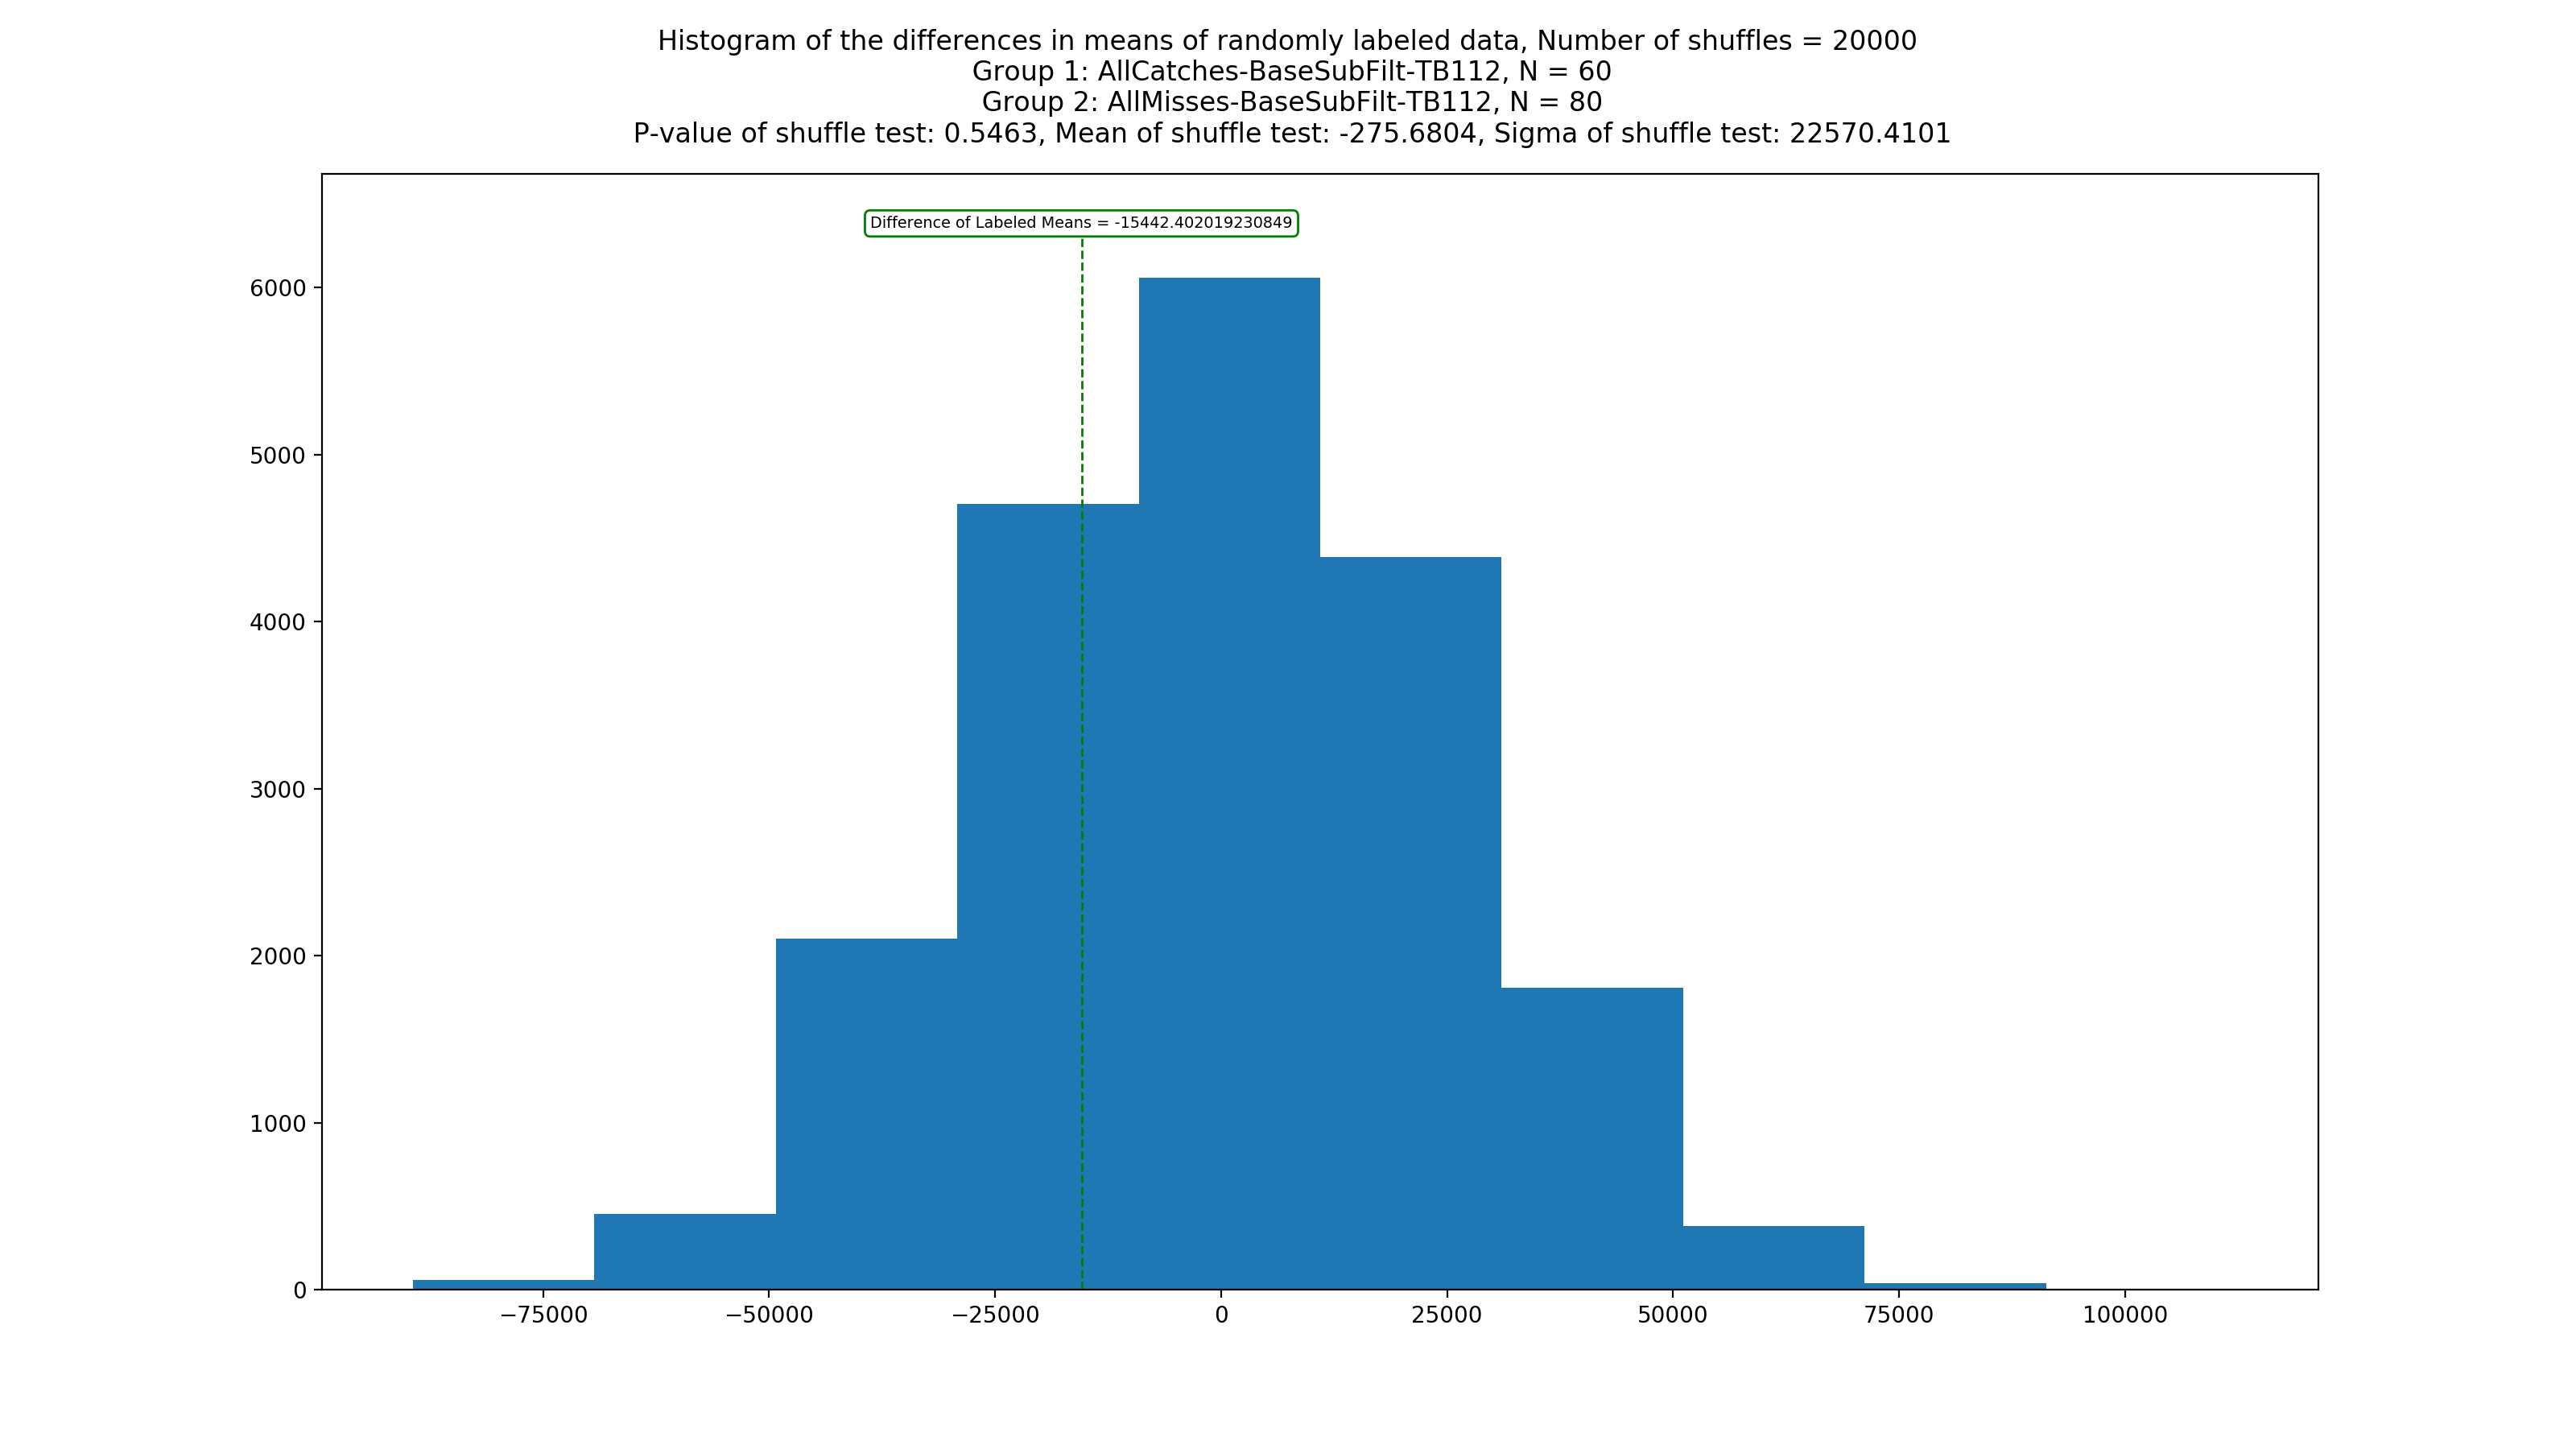 Histogram of the differences in means of randomly labeled data, Number of shuffles = 20000
Group 1: AllCatches-BaseSubFilt-TB112, N = 60
Group 2: AllMisses-BaseSubFilt-TB112, N = 80
P-value of shuffle test: 0.5463, Mean of shuffle test: -275.6804, Sigma of shuffle test: 22570.4101
Difference of Labeled Means = -15442.402019230849
6000
5000
4000
3000
2000
1000
0
−75000 −50000 −25000 0 25000 50000 75000 100000